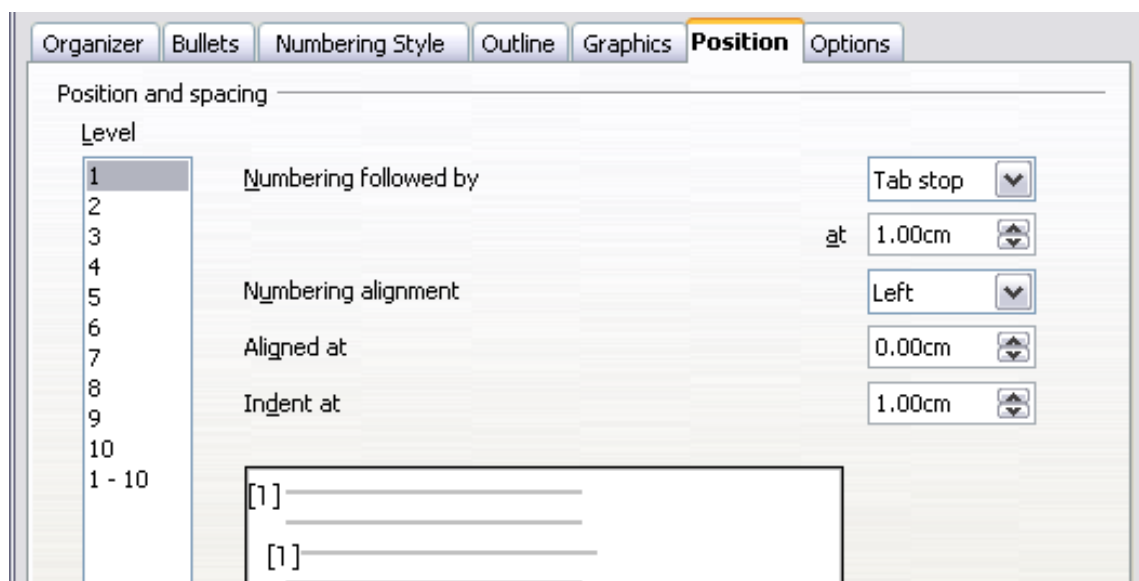 Organizer Bullets Numbering Style Outline Graphics Position Options
Position and spacing
Level
1 Numbering followed by Tab stop
2
3 at 1.00cm
4
5 Numbering alignment Left
6
7 Aligned at 0.00cm
8
9 Indent at 1.00cm
10
1 - 10
[1]
[1]